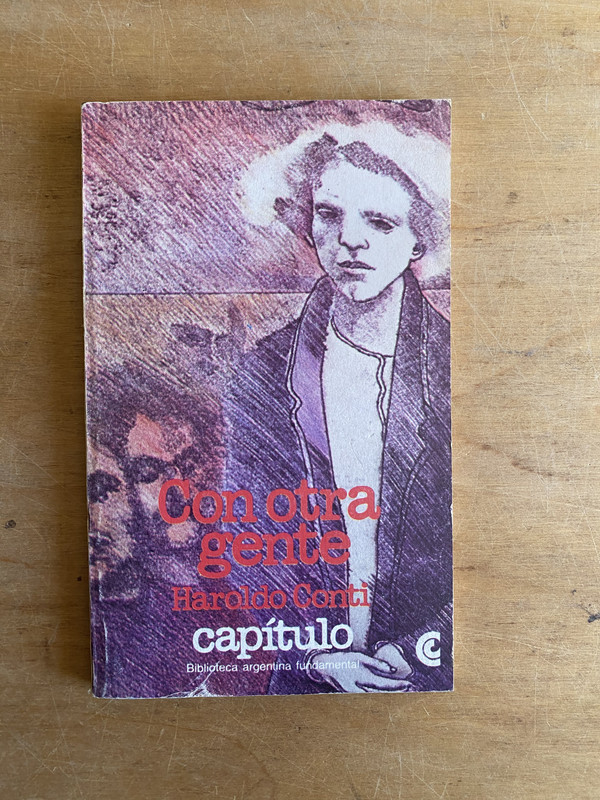 Con otra
gente
Haroldo Conti
capítulo
Biblioteca argentina fundamental